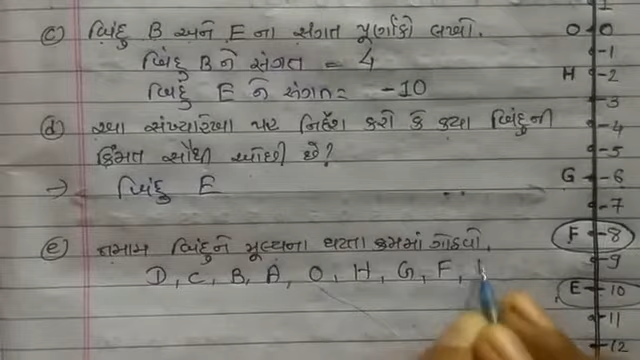 c) બિંદુ B અને E ના સંગત પૂર્ણાંકો લખો.
બિંદુ B ને સંગત = 4
બિંદુ E ને સંગત = -10
d) આ સંખ્યારેખા પર નિર્દેશ કરો કે કયા બિંદુની
કિંમત સૌથી ઓછી છે?
→ બિંદુ E
e) તમામ બિંદુને મૂલ્યના ઘટતા ક્રમમાં ગોઠવો.
D, C, B, A, O, H, G, F,
1
O 0
-1
H -2
-3
-4
-5
G -6
-7
F -8
-9
E -10
-11
-12